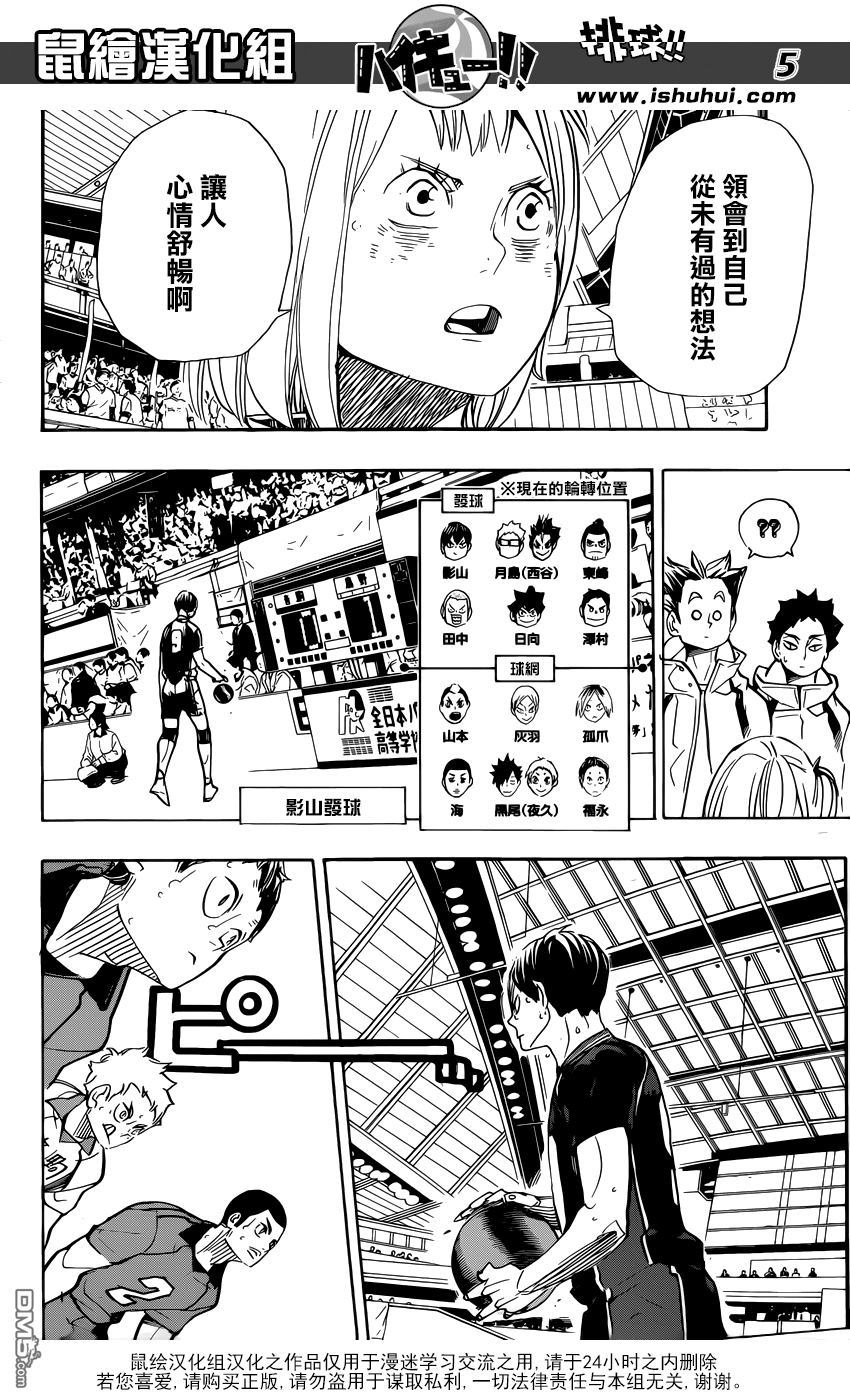 鼠繪漢化組
ハイキュー!!
排球!!
5
www.ishuhui.com
領會到自己
從未有過的想法
讓人
心情舒暢啊
※現在的輪轉位置
發球
影山
月島(西谷)
東峰
田中
日向
澤村
球網
山本
灰羽
孤爪
海
黑尾(夜久)
福永
??
9
全日本バ
高等学校
影山發球
ピーッ
2
DM5.com
鼠绘汉化组汉化之作品仅用于漫迷学习交流之用, 请于24小时之内删除
若您喜爱, 请购买正版, 请勿盗用于谋取私利, 一切法律责任与本组无关, 谢谢。